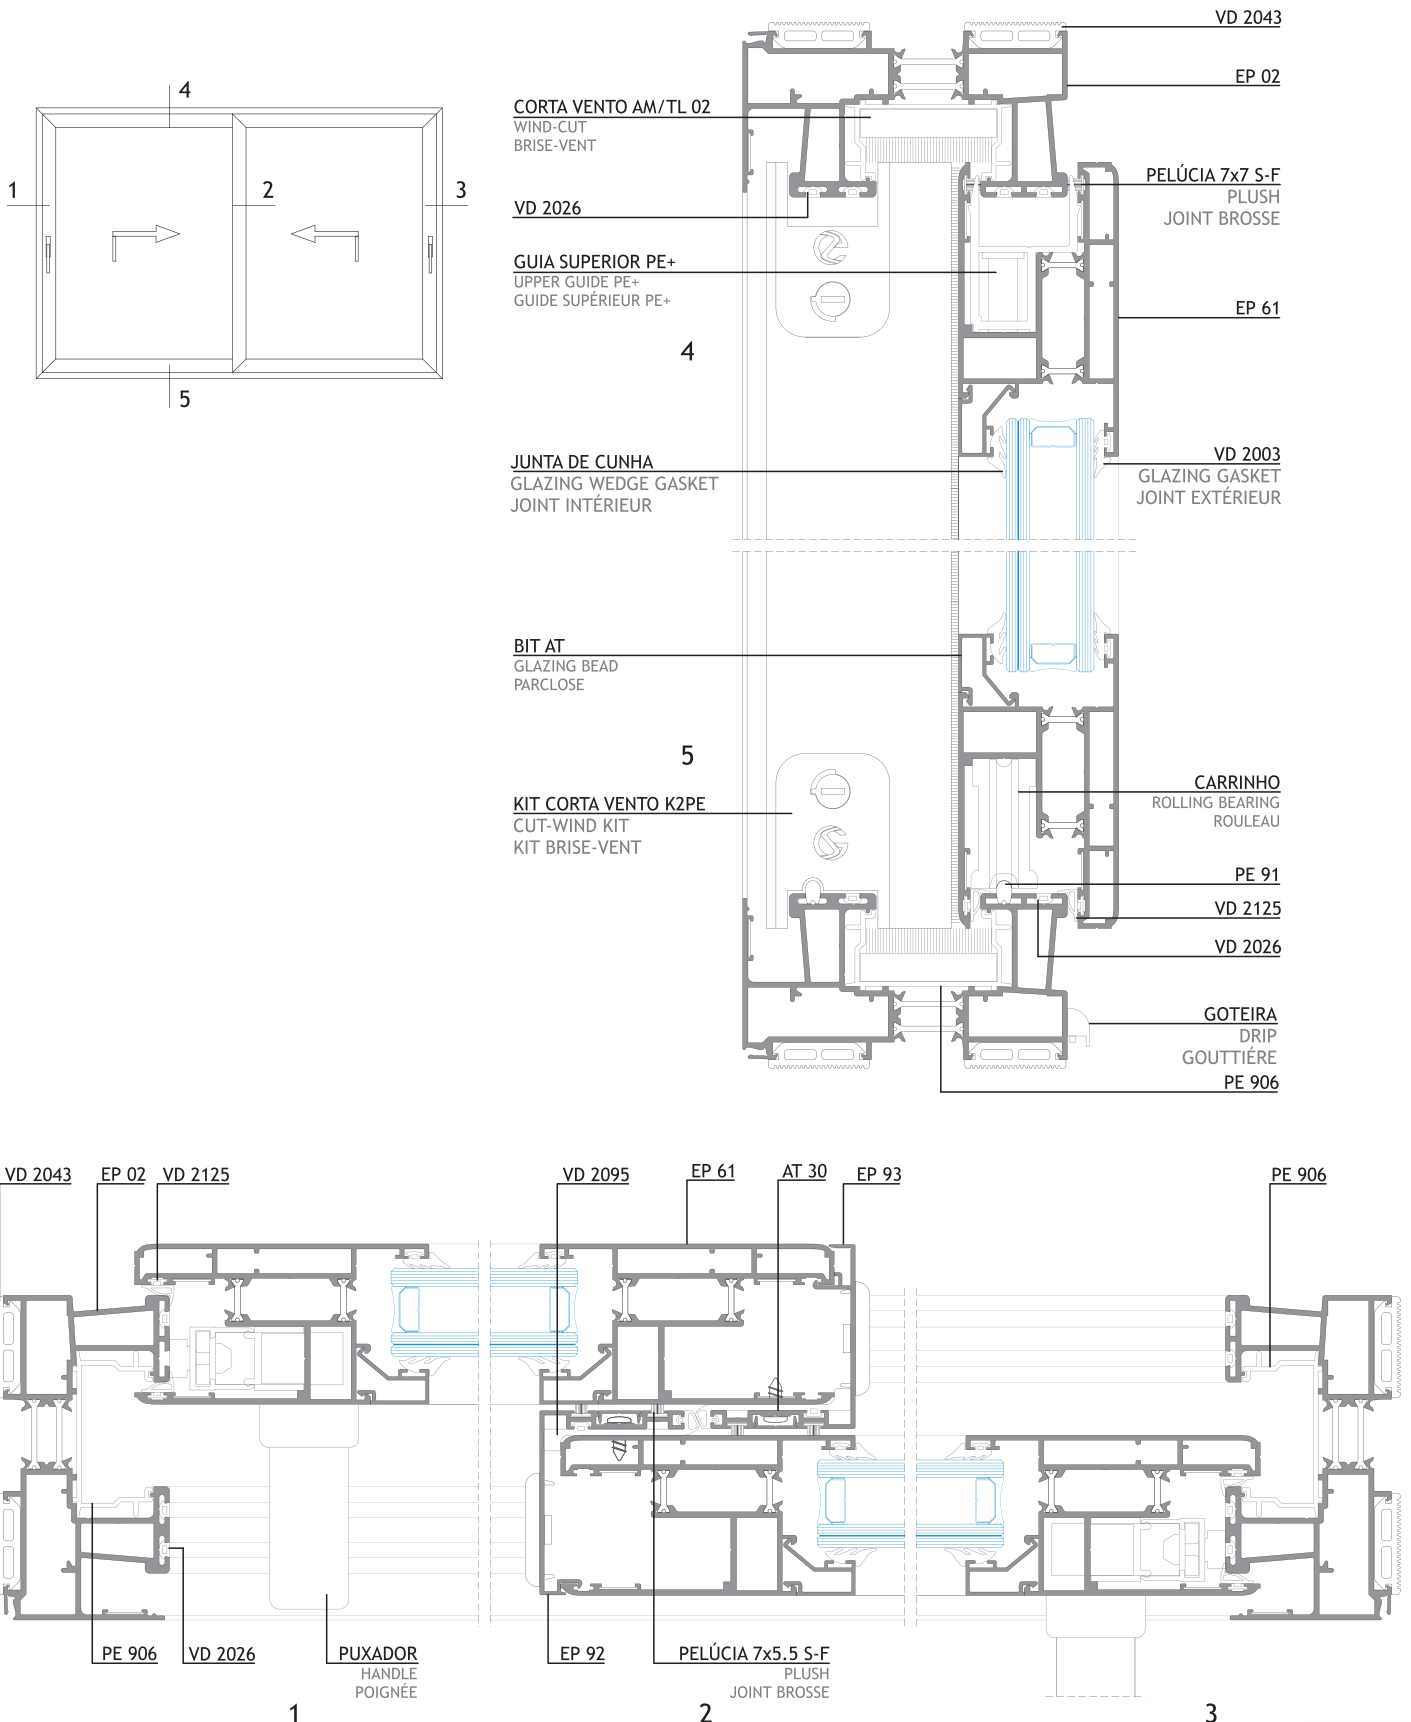 4
1
2
3
5
VD 2043
EP 02
CORTA VENTO AM/TL 02
WIND-CUT
BRISE-VENT
PELÚCIA 7x7 S-F
PLUSH
JOINT BROSSE
VD 2026
GUIA SUPERIOR PE+
UPPER GUIDE PE+
GUIDE SUPÉRIEUR PE+
EP 61
4
JUNTA DE CUNHA
GLAZING WEDGE GASKET
JOINT INTÉRIEUR
VD 2003
GLAZING GASKET
JOINT EXTÉRIEUR
BIT AT
GLAZING BEAD
PARCLOSE
5
KIT CORTA VENTO K2PE
CUT-WIND KIT
KIT BRISE-VENT
CARRINHO
ROLLING BEARING
ROULEAU
PE 91
VD 2125
VD 2026
GOTEIRA
DRIP
GOUTTIÉRE
PE 906
VD 2043
EP 02
VD 2125
VD 2095
EP 61
AT 30
EP 93
PE 906
PE 906
VD 2026
PUXADOR
HANDLE
POIGNÉE
EP 92
PELÚCIA 7x5.5 S-F
PLUSH
JOINT BROSSE
1
2
3